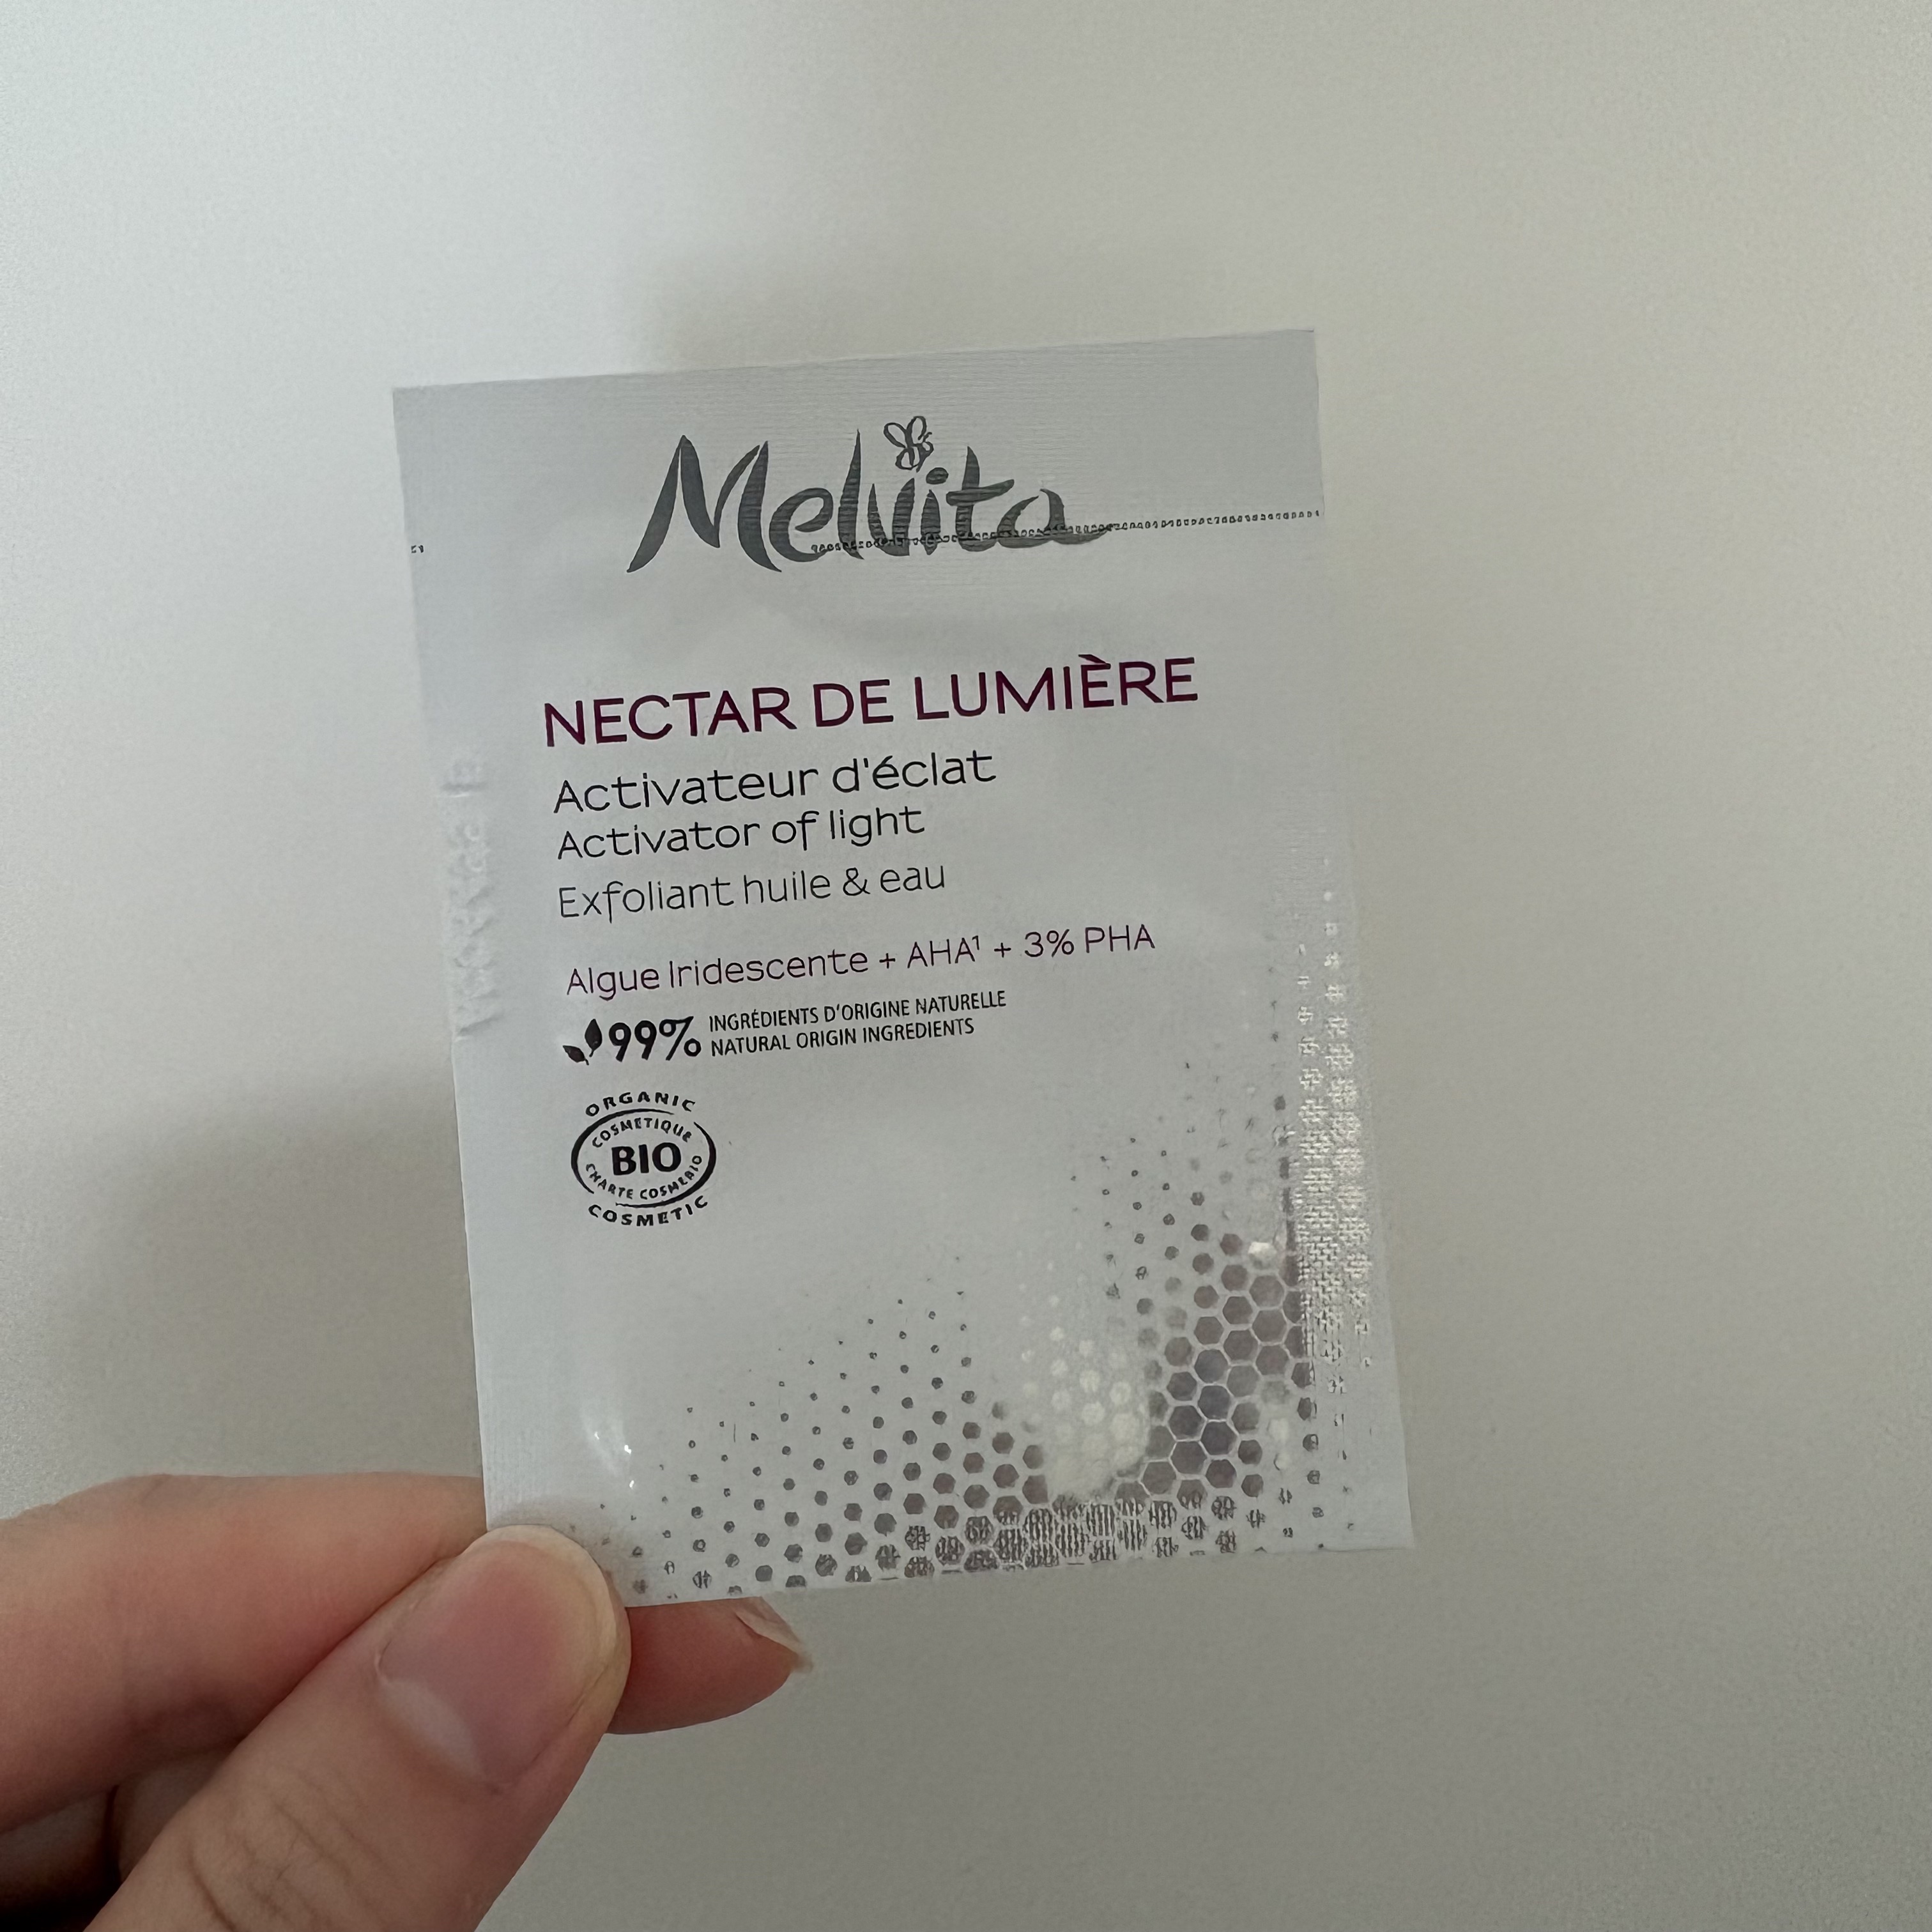 Melvita
NECTAR DE LUMIÈRE
Activateur d'éclat
Activator of light
Exfoliant huile & eau
Algue Iridescente + AHA¹ + 3% PHA
99% INGRÉDIENTS D'ORIGINE NATURELLE
NATURAL ORIGIN INGREDIENTS
ORGANIC
COSMETIQUE
BIO
CHARTE COSMEBIO
COSMETIC